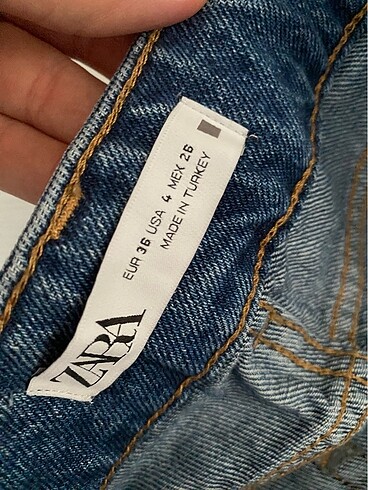 ZARA
EUR 36 USA 4 MEX 26
MADE IN TURKEY